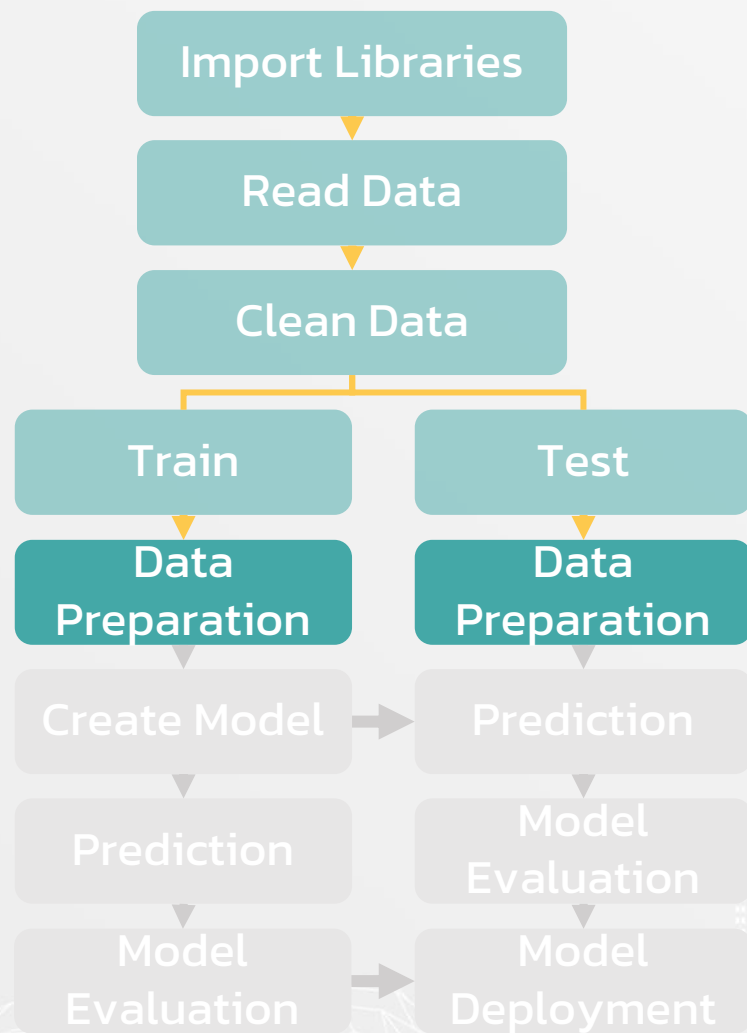 Import Libraries
Read Data
Clean Data
Train
Test
Data
Preparation
Data
Preparation
Create Model
Prediction
Prediction
Model
Evaluation
Model
Evaluation
Model
Deployment